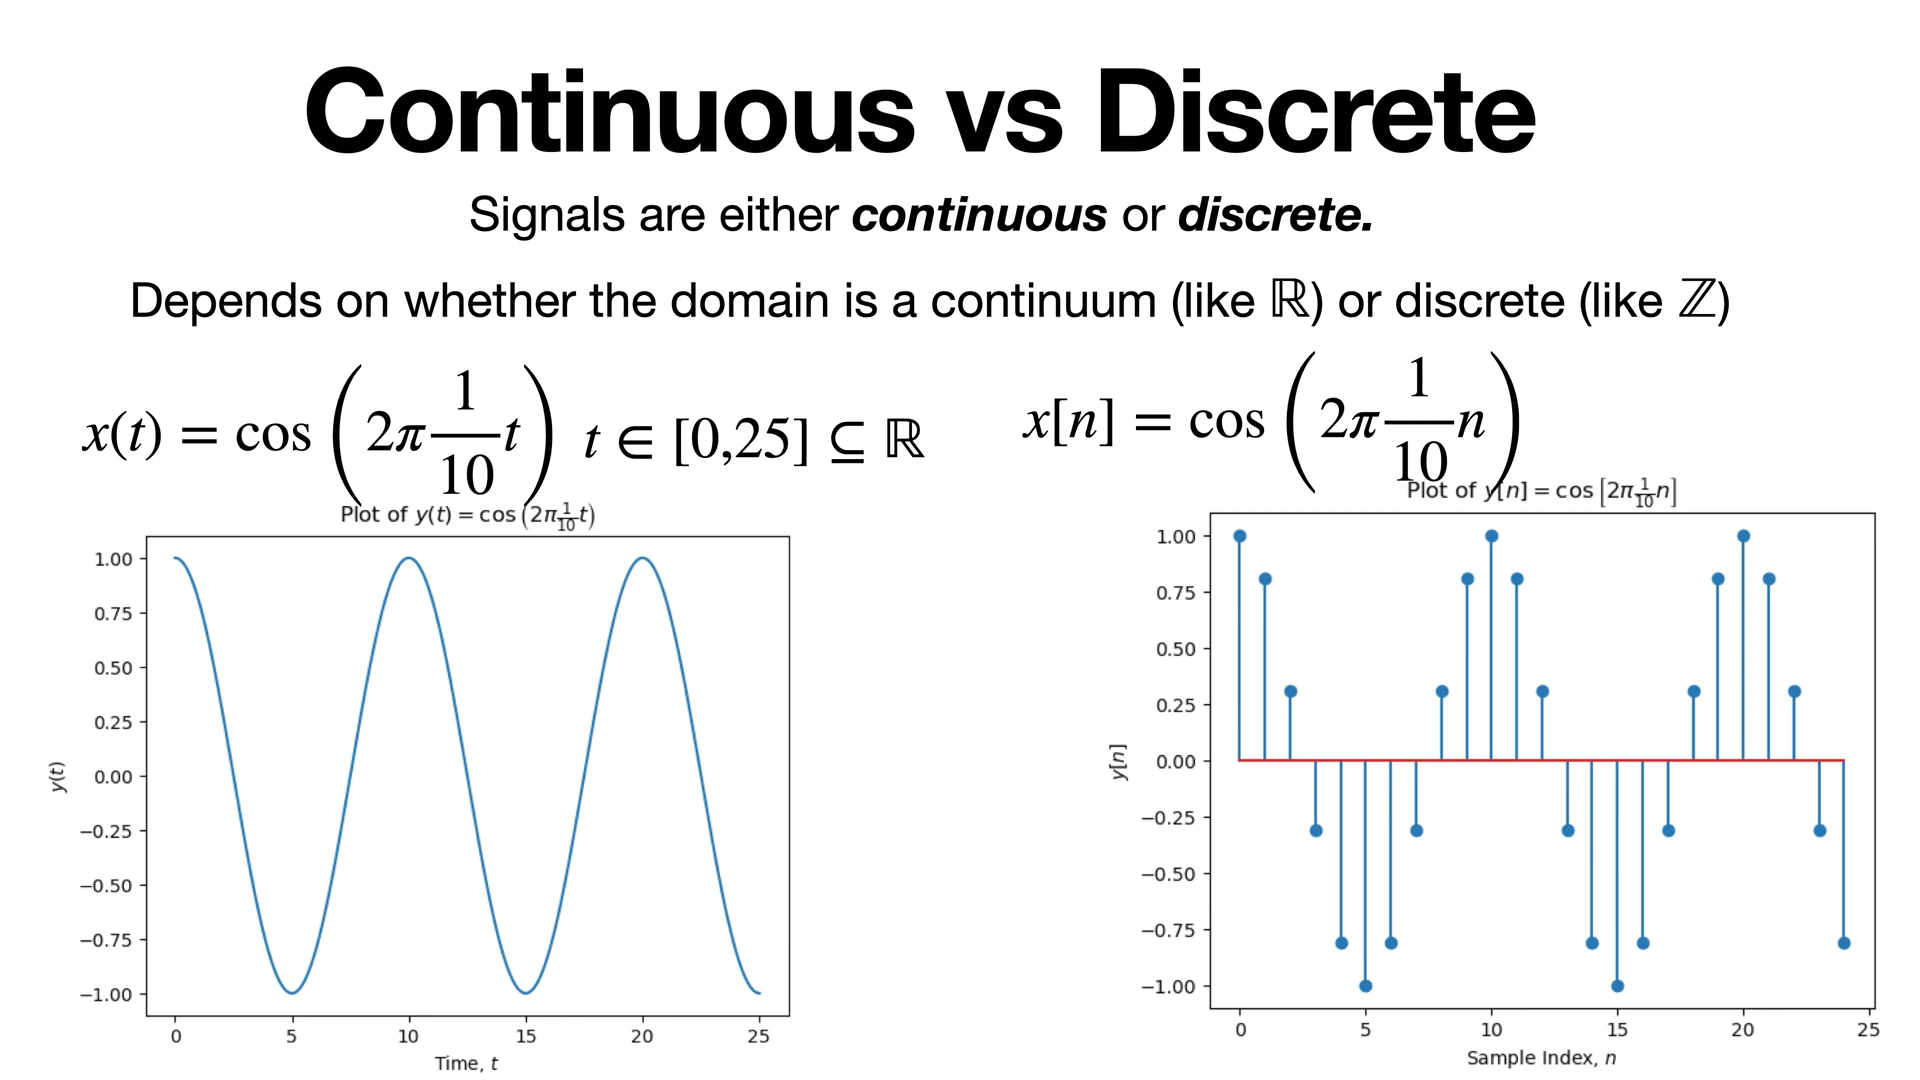 Continuous vs Discrete
Signals are either continuous or discrete.
Depends on whether the domain is a continuum (like ℝ) or discrete (like ℤ)
x(t) = cos(2π 1/10 t) t ∈ [0,25] ⊆ ℝ
x[n] = cos(2π 1/10 n)
Plot of y(t) = cos(2π 1/10 t)
1.00
0.75
0.50
0.25
0.00
−0.25
−0.50
−0.75
−1.00
y(t)
0 5 10 15 20 25
Time, t
Plot of y[n] = cos[2π 1/10 n]
1.00
0.75
0.50
0.25
0.00
−0.25
−0.50
−0.75
−1.00
y[n]
0 5 10 15 20 25
Sample Index, n